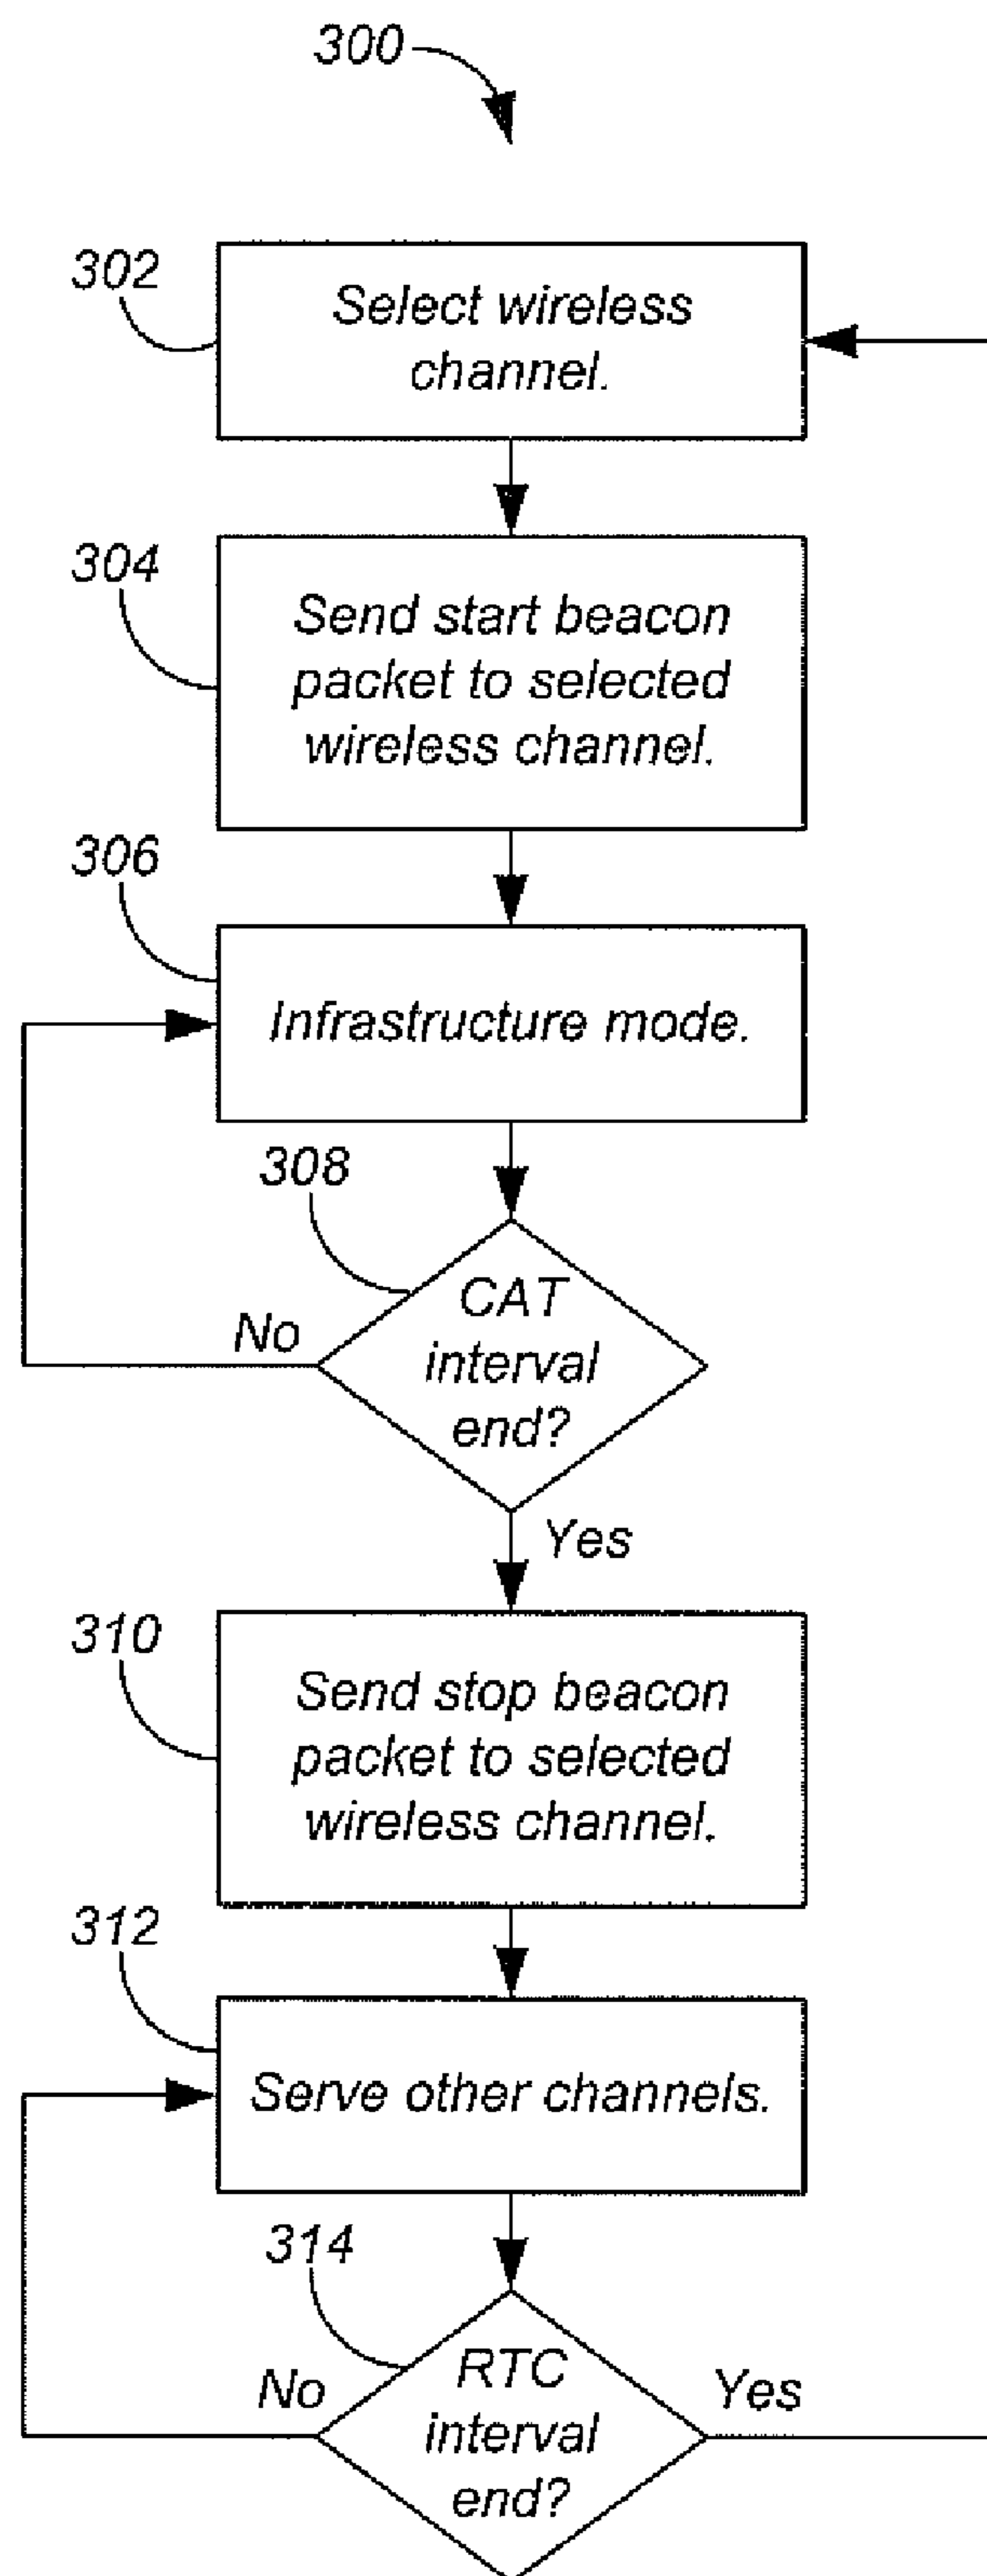 300
302
Select wireless
channel.
304
Send start beacon
packet to selected
wireless channel.
306
Infrastructure mode.
308
CAT
interval
end?
No
Yes
310
Send stop beacon
packet to selected
wireless channel.
312
Serve other channels.
314
RTC
interval
end?
No
Yes